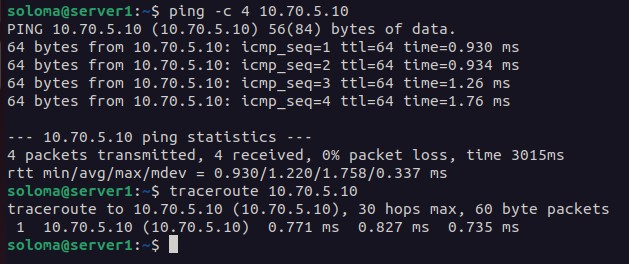 soloma@server1:~$ ping -c 4 10.70.5.10
PING 10.70.5.10 (10.70.5.10) 56(84) bytes of data.
64 bytes from 10.70.5.10: icmp_seq=1 ttl=64 time=0.930 ms
64 bytes from 10.70.5.10: icmp_seq=2 ttl=64 time=0.934 ms
64 bytes from 10.70.5.10: icmp_seq=3 ttl=64 time=1.26 ms
64 bytes from 10.70.5.10: icmp_seq=4 ttl=64 time=1.76 ms

--- 10.70.5.10 ping statistics ---
4 packets transmitted, 4 received, 0% packet loss, time 3015ms
rtt min/avg/max/mdev = 0.930/1.220/1.758/0.337 ms
soloma@server1:~$ traceroute 10.70.5.10
traceroute to 10.70.5.10 (10.70.5.10), 30 hops max, 60 byte packets
 1  10.70.5.10 (10.70.5.10)  0.771 ms  0.827 ms  0.735 ms
soloma@server1:~$